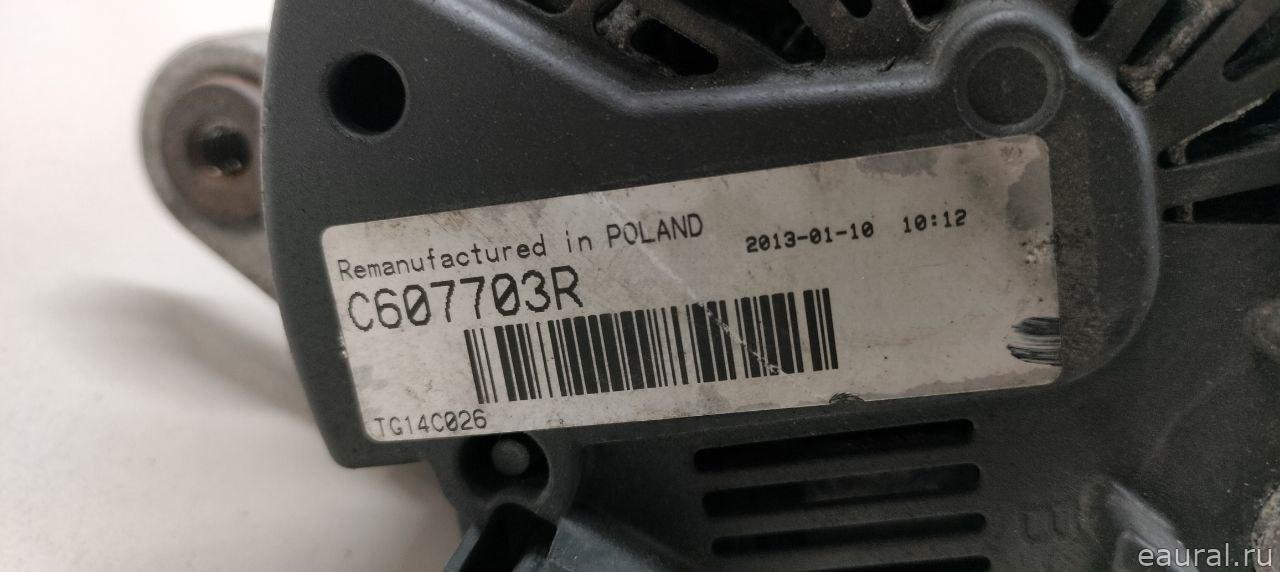 Remanufactured in POLAND 2013-01-10 10:12
C607703R
TG14C026
eaural.ru